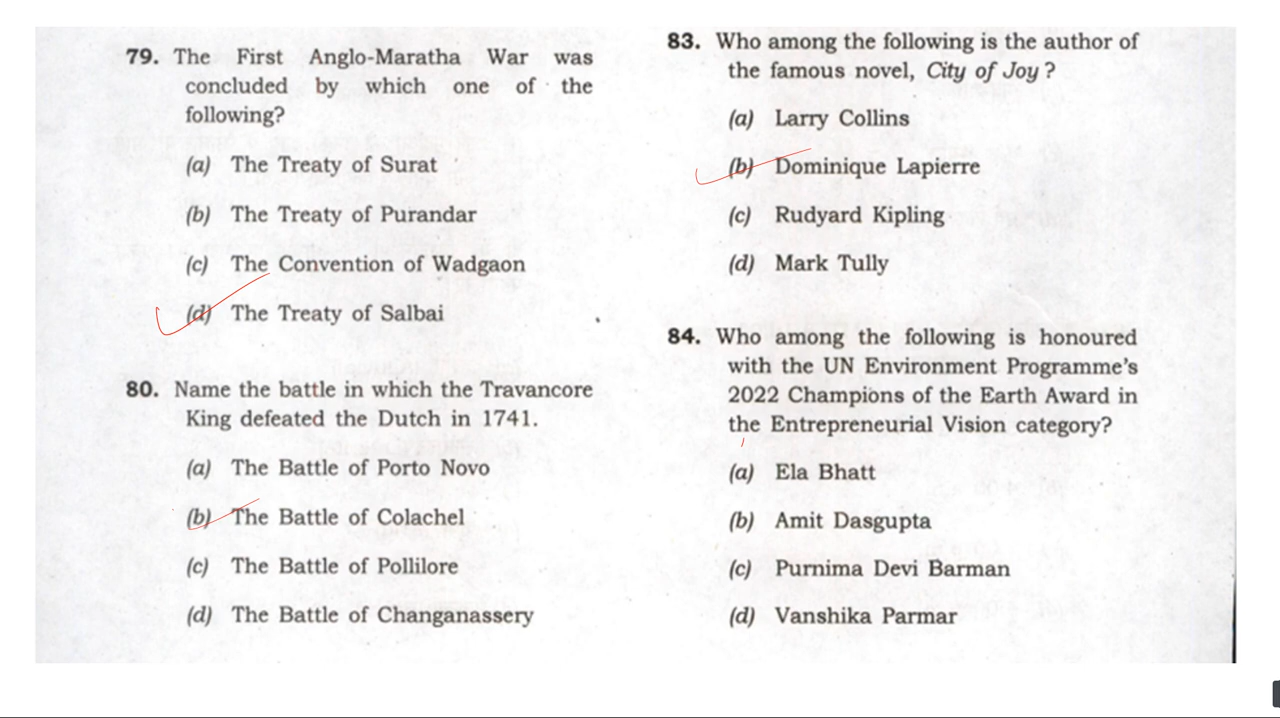 79. The First Anglo-Maratha War was
concluded by which one of the
following?
(a) The Treaty of Surat
(b) The Treaty of Purandar
(c) The Convention of Wadgaon
(d) The Treaty of Salbai
80. Name the battle in which the Travancore
King defeated the Dutch in 1741.
(a) The Battle of Porto Novo
(b) The Battle of Colachel
(c) The Battle of Pollilore
(d) The Battle of Changanassery
83. Who among the following is the author of
the famous novel, City of Joy ?
(a) Larry Collins
(b) Dominique Lapierre
(c) Rudyard Kipling
(d) Mark Tully
84. Who among the following is honoured
with the UN Environment Programme's
2022 Champions of the Earth Award in
the Entrepreneurial Vision category?
(a) Ela Bhatt
(b) Amit Dasgupta
(c) Purnima Devi Barman
(d) Vanshika Parmar